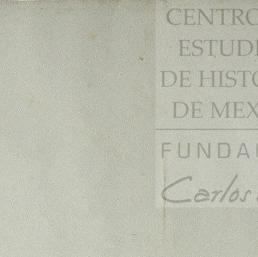 CENTRO
ESTUDI
DE HISTO
DE MEX
FUNDAC
Carlos